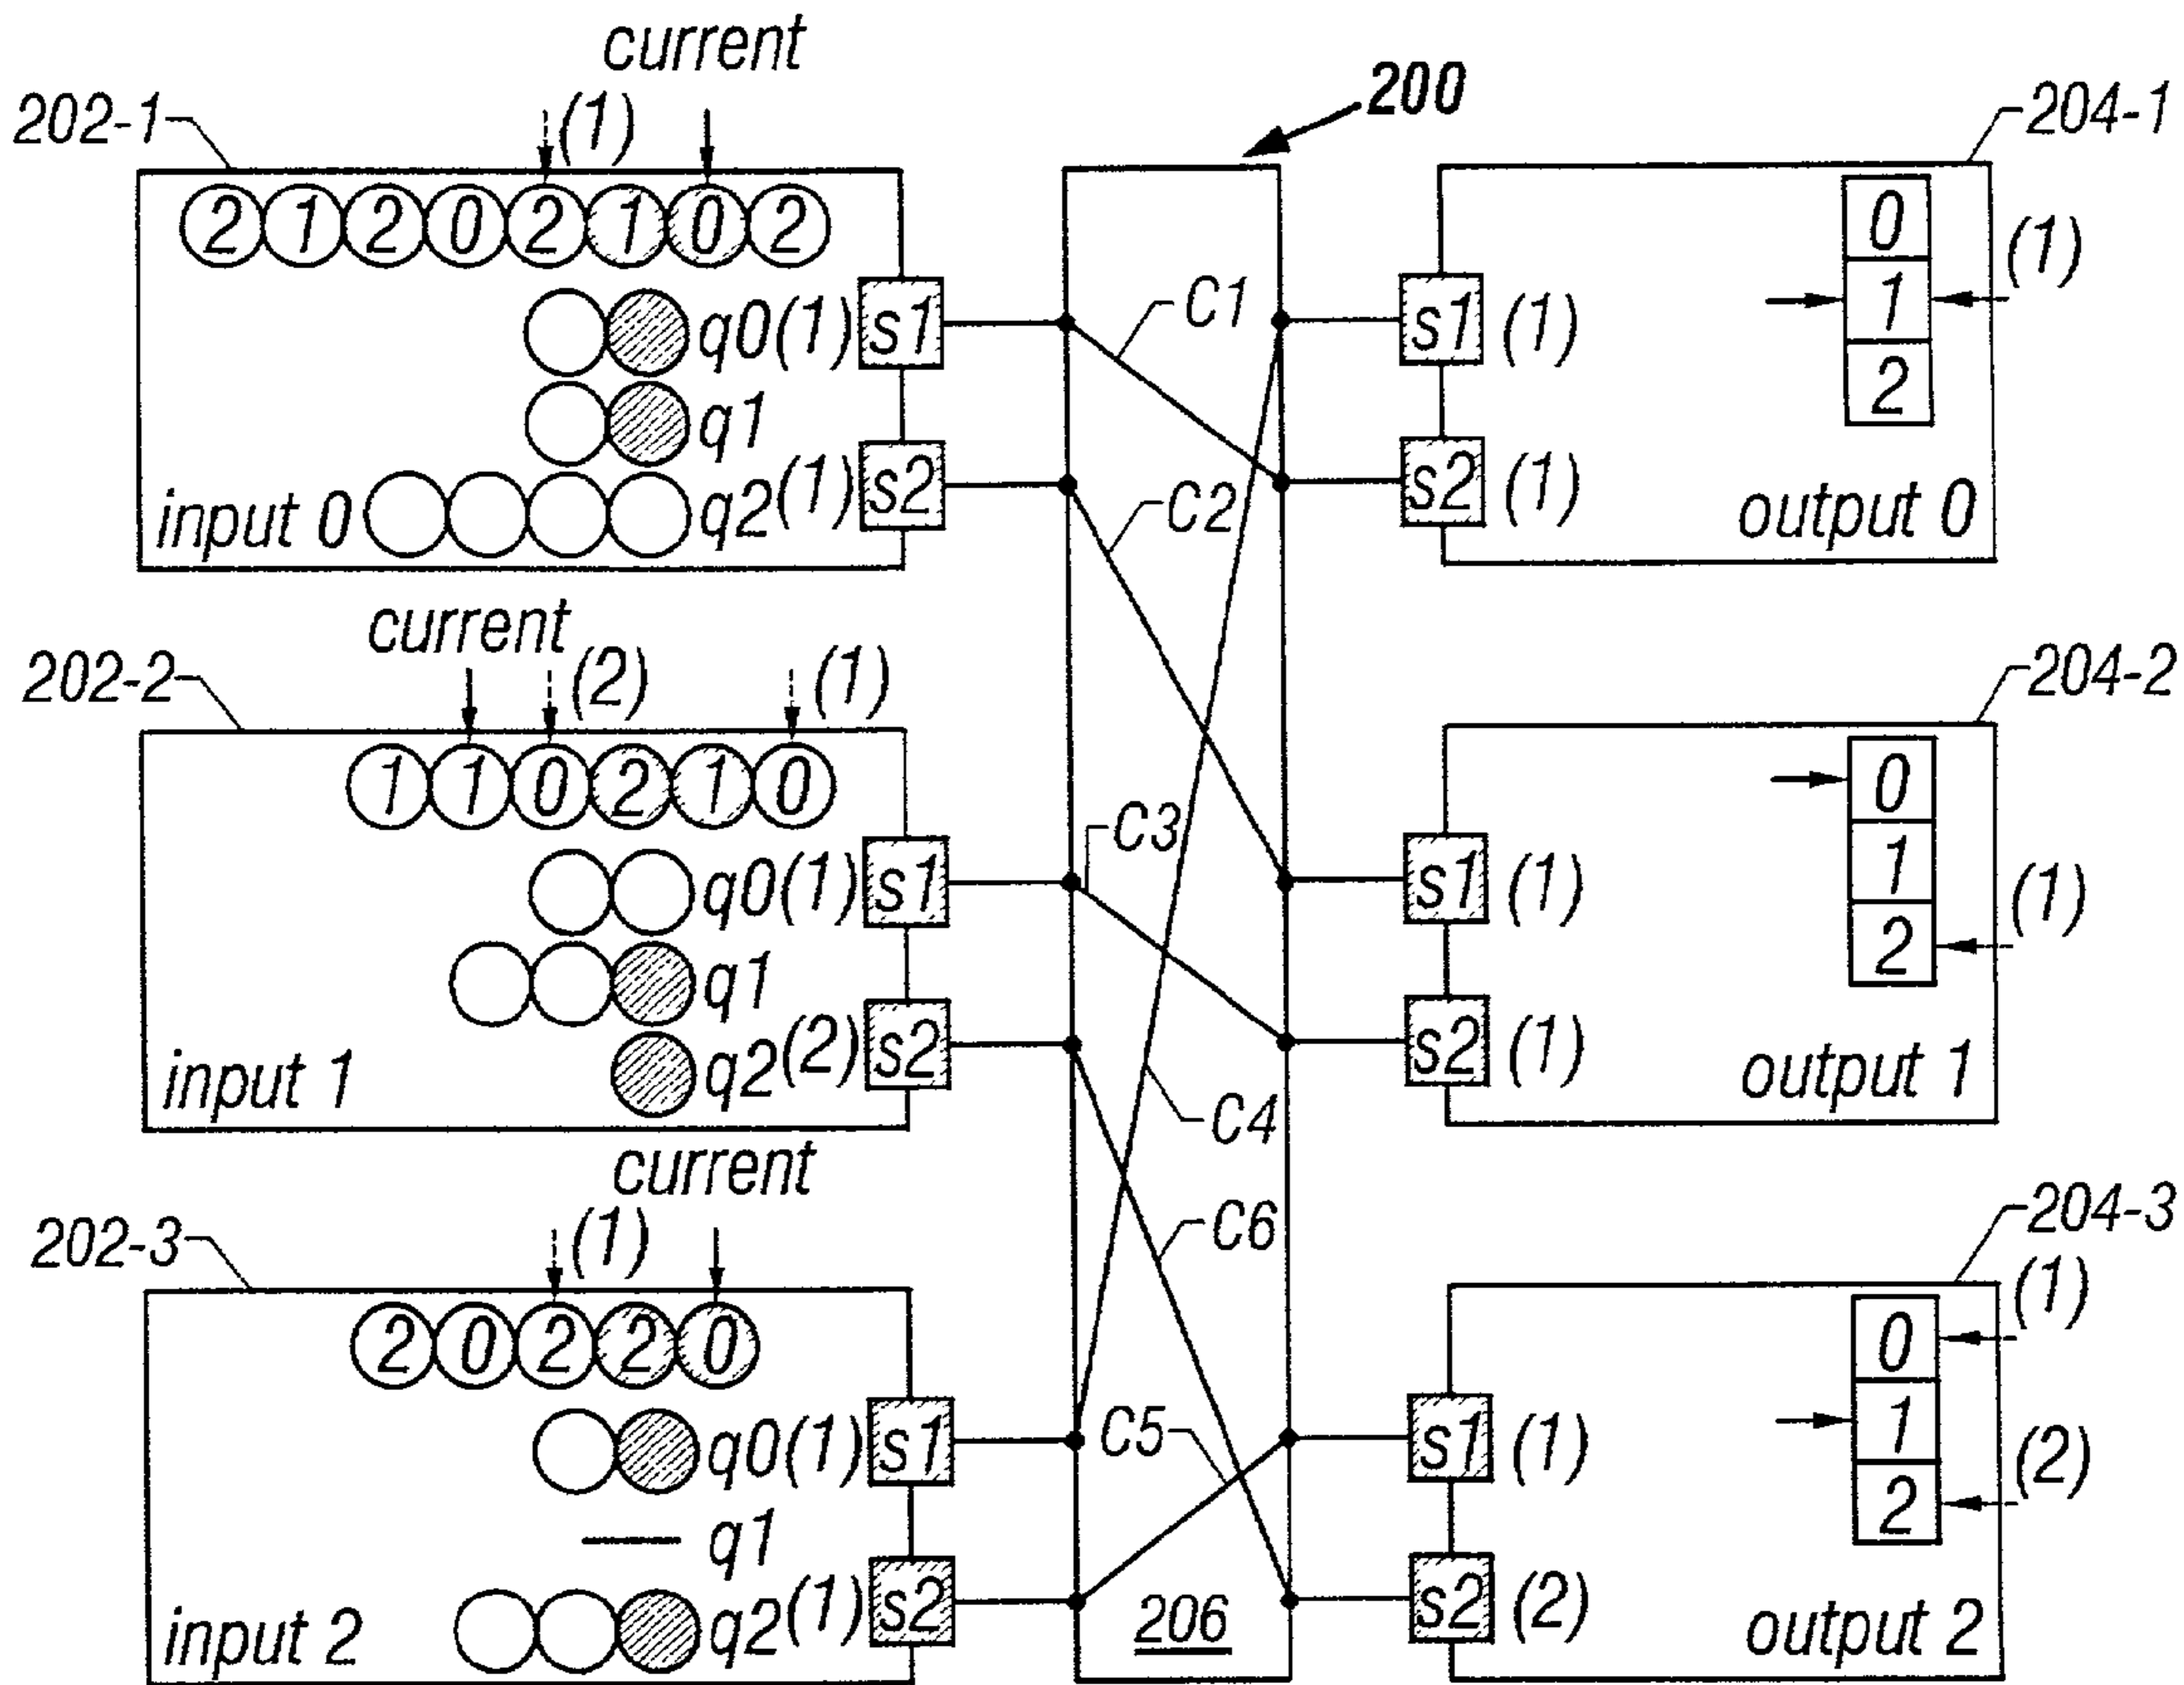 current
200
202-1
(1)
204-1
2 1 2 0 2 1 0 2
0
1
2
(1)
q0(1) s1
C1
s1 (1)
q1
input 0
q2(1) s2
C2
s2 (1)
output 0
current
202-2
(2)
(1)
204-2
1 1 0 2 1 0
0
1
2
(1)
q0(1) s1
C3
s1 (1)
q1
input 1
q2(2) s2
C4
s2 (1)
output 1
current
202-3
(1)
C6
204-3
2 0 2 2 0
0
1
2
(1)
(2)
q0(1) s1
C5
s1 (1)
q1
input 2
q2(1) s2
206
s2 (2)
output 2